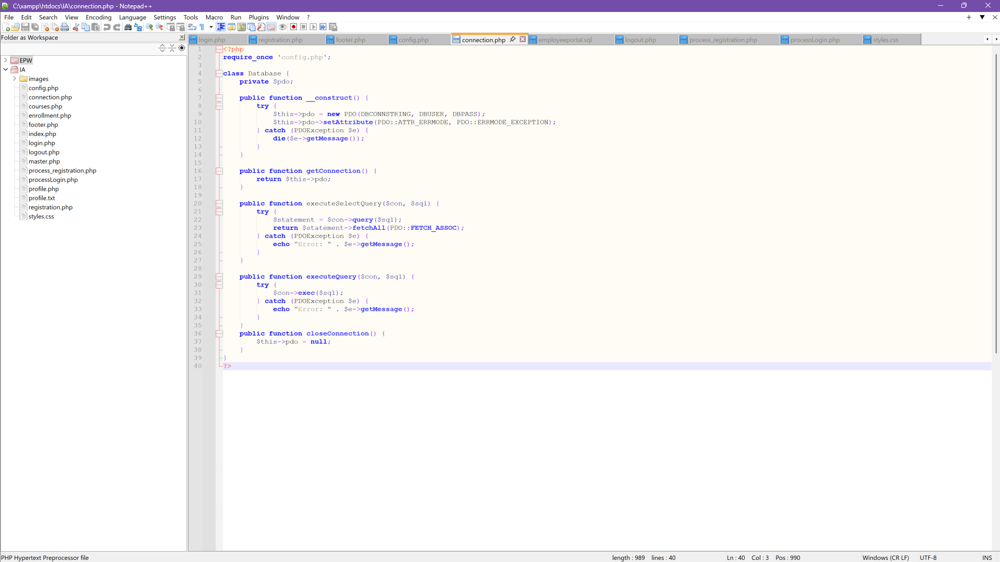 C:\xampp\htdocs\IA\connection.php - Notepad++
File Edit Search View Encoding Language Settings Tools Macro Run Plugins Window ?
Folder as Workspace
login.php registration.php footer.php config.php connection.php employeeportal.sql logout.php process_registration.php processLogin.php styles.css
EPW
IA
images
config.php
connection.php
courses.php
enrollment.php
footer.php
index.php
login.php
logout.php
master.php
process_registration.php
processLogin.php
profile.php
profile.txt
registration.php
styles.css
1 <?php
2 require_once 'config.php';
3
4 class Database {
5     private $pdo;
6
7     public function __construct() {
8         try {
9             $this->pdo = new PDO(DBCONNSTRING, DBUSER, DBPASS);
10             $this->pdo->setAttribute(PDO::ATTR_ERRMODE, PDO::ERRMODE_EXCEPTION);
11         } catch (PDOException $e) {
12             die($e->getMessage());
13         }
14     }
15
16     public function getConnection() {
17         return $this->pdo;
18     }
19
20     public function executeSelectQuery($con, $sql) {
21         try {
22             $statement = $con->query($sql);
23             return $statement->fetchAll(PDO::FETCH_ASSOC);
24         } catch (PDOException $e) {
25             echo "Error: " . $e->getMessage();
26         }
27     }
28
29     public function executeQuery($con, $sql) {
30         try {
31             $con->exec($sql);
32         } catch (PDOException $e) {
33             echo "Error: " . $e->getMessage();
34         }
35     }
36     public function closeConnection() {
37         $this->pdo = null;
38     }
39 }
40 ?>
PHP Hypertext Preprocessor file length : 989 lines : 40 Ln : 40 Col : 3 Pos : 990 Windows (CR LF) UTF-8 INS